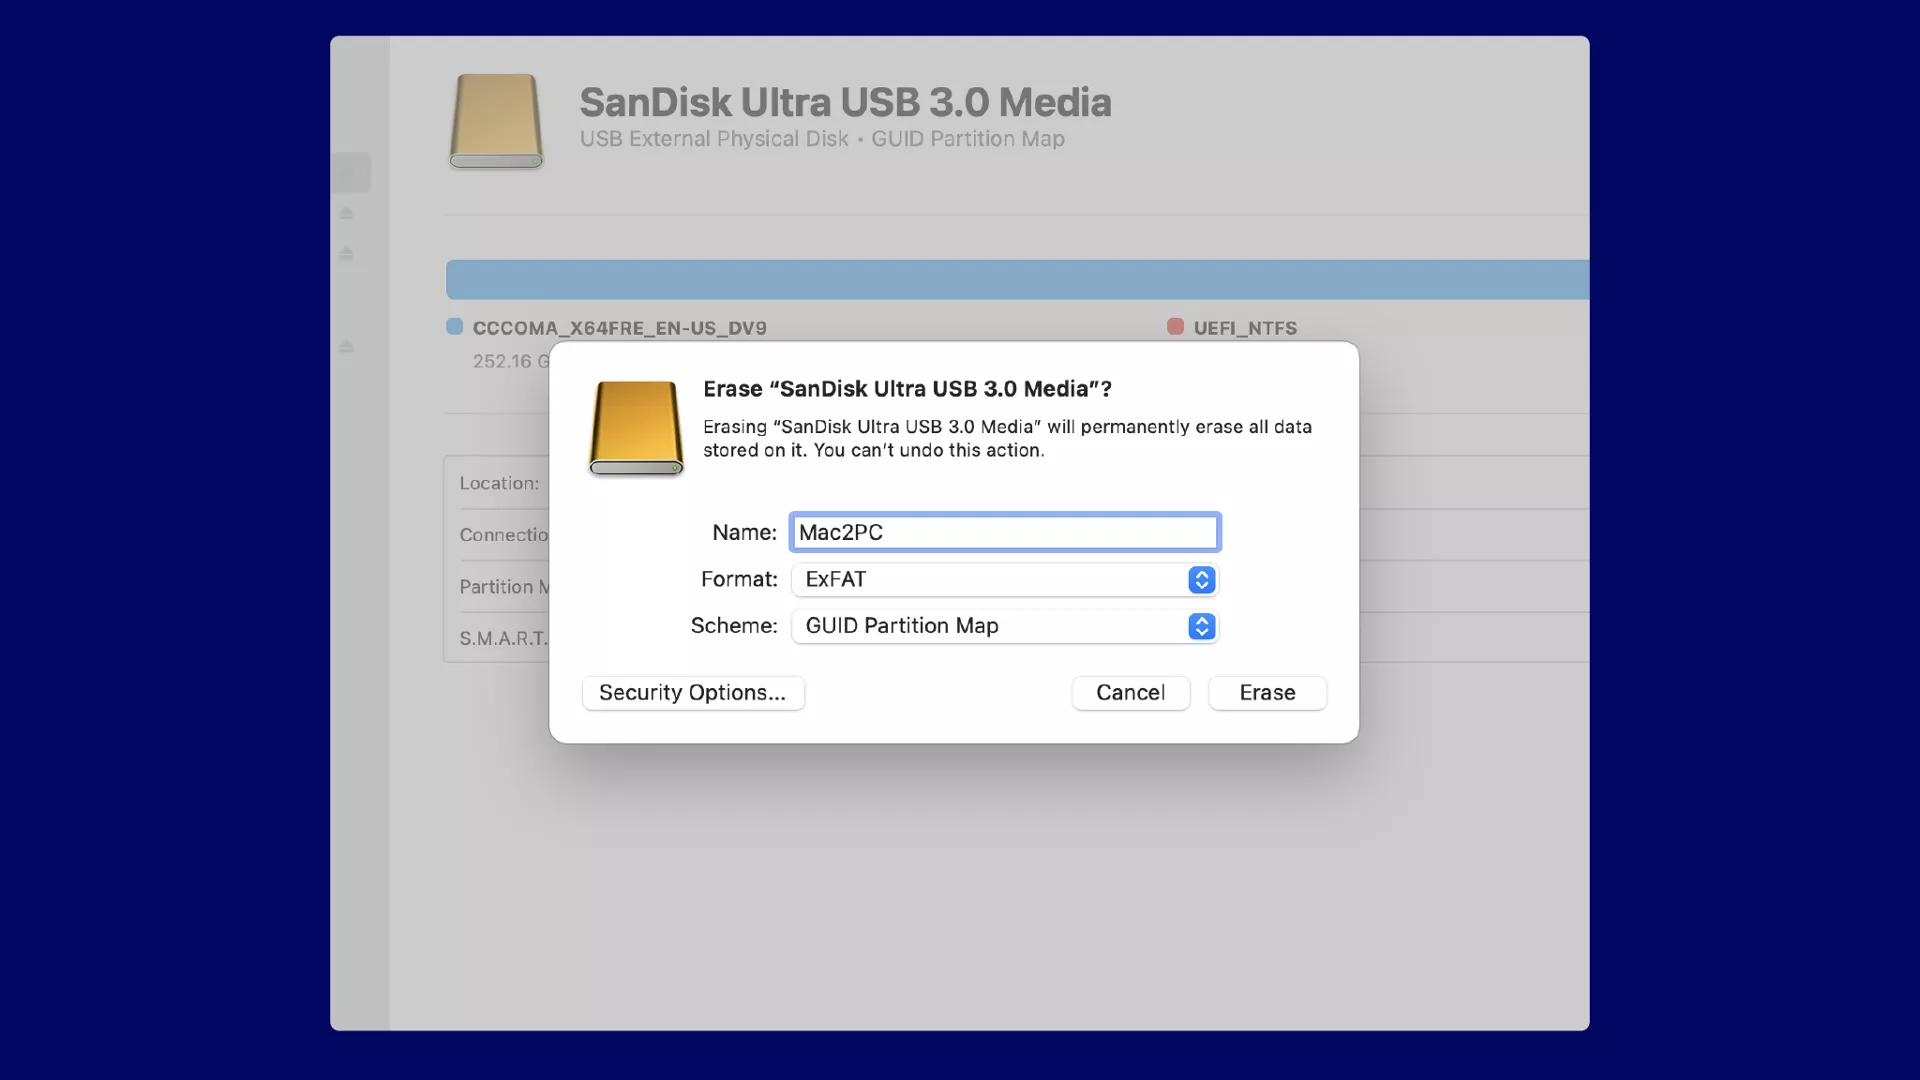 SanDisk Ultra USB 3.0 Media
USB External Physical Disk • GUID Partition Map
CCCOMA_X64FRE_EN-US_DV9
UEFI_NTFS
252.16 G
Erase “SanDisk Ultra USB 3.0 Media”?
Erasing “SanDisk Ultra USB 3.0 Media” will permanently erase all data
stored on it. You can’t undo this action.
Location:
Connectio
Partition M
S.M.A.R.T.
Name: Mac2PC
Format: ExFAT
Scheme: GUID Partition Map
Security Options...
Cancel
Erase